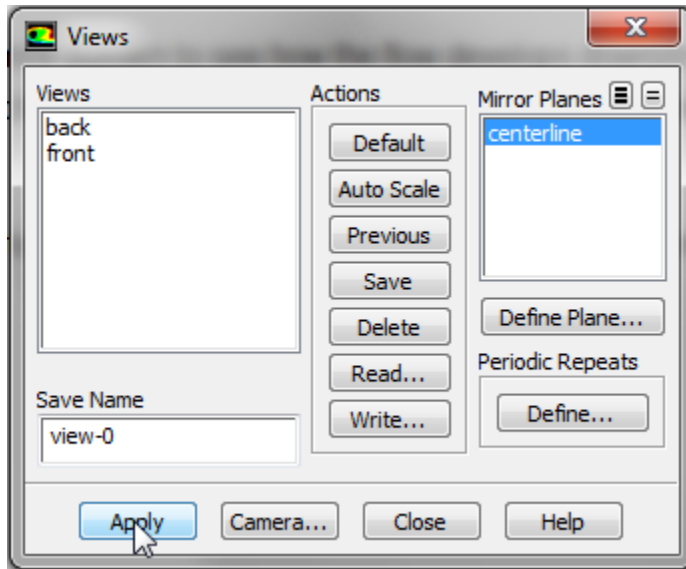 Views
Views
back
front
Save Name
view-0
Actions
Default
Auto Scale
Previous
Save
Delete
Read...
Write...
Mirror Planes
centerline
Define Plane...
Periodic Repeats
Define...
Apply
Camera...
Close
Help